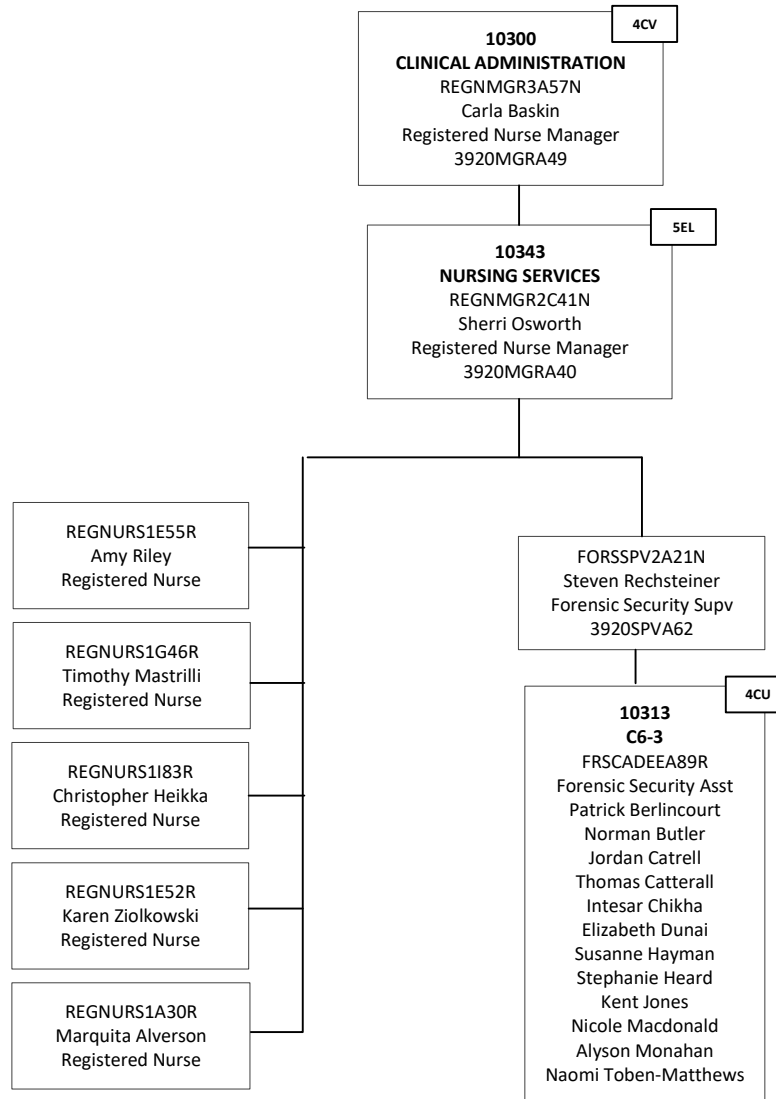 4CV
10300
CLINICAL ADMINISTRATION
REGNMGR3A57N
Carla Baskin
Registered Nurse Manager
3920MGRA49
5EL
10343
NURSING SERVICES
REGNMGR2C41N
Sherri Osworth
Registered Nurse Manager
3920MGRA40
REGNURS1E55R
Amy Riley
Registered Nurse
REGNURS1G46R
Timothy Mastrilli
Registered Nurse
REGNURS1I83R
Christopher Heikka
Registered Nurse
REGNURS1E52R
Karen Ziolkowski
Registered Nurse
REGNURS1A30R
Marquita Alverson
Registered Nurse
FORSSPV2A21N
Steven Rechsteiner
Forensic Security Supv
3920SPVA62
4CU
10313
C6-3
FRSCADEEA89R
Forensic Security Asst
Patrick Berlincourt
Norman Butler
Jordan Catrell
Thomas Catterall
Intesar Chikha
Elizabeth Dunai
Susanne Hayman
Stephanie Heard
Kent Jones
Nicole Macdonald
Alyson Monahan
Naomi Toben-Matthews